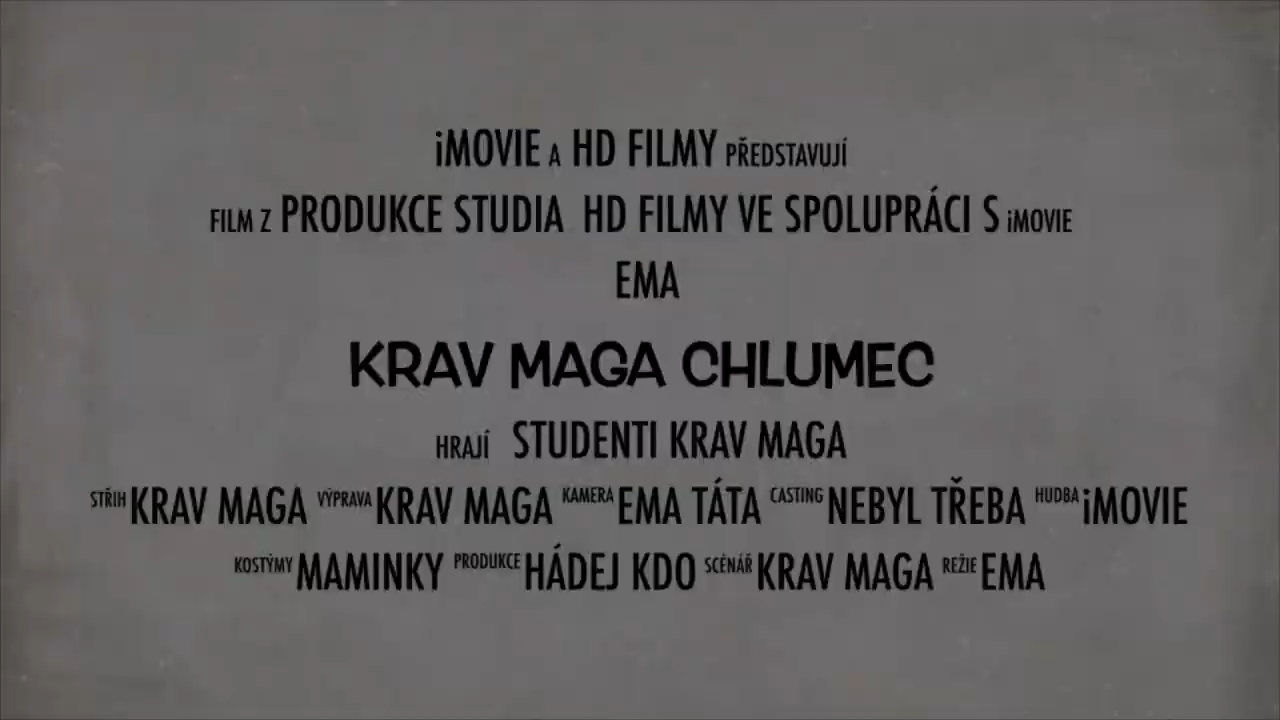 iMOVIE A HD FILMY PŘEDSTAVUJÍ
FILM Z PRODUKCE STUDIA HD FILMY VE SPOLUPRÁCI S iMOVIE
EMA
KRAV MAGA CHLUMEC
HRAJÍ STUDENTI KRAV MAGA
STŘIH KRAV MAGA VÝPRAVA KRAV MAGA KAMERA EMA TÁTA CASTING NEBYL TŘEBA HUDBA iMOVIE
KOSTÝMY MAMINKY PRODUKCE HÁDEJ KDO SCÉNÁŘ KRAV MAGA REŽIE EMA